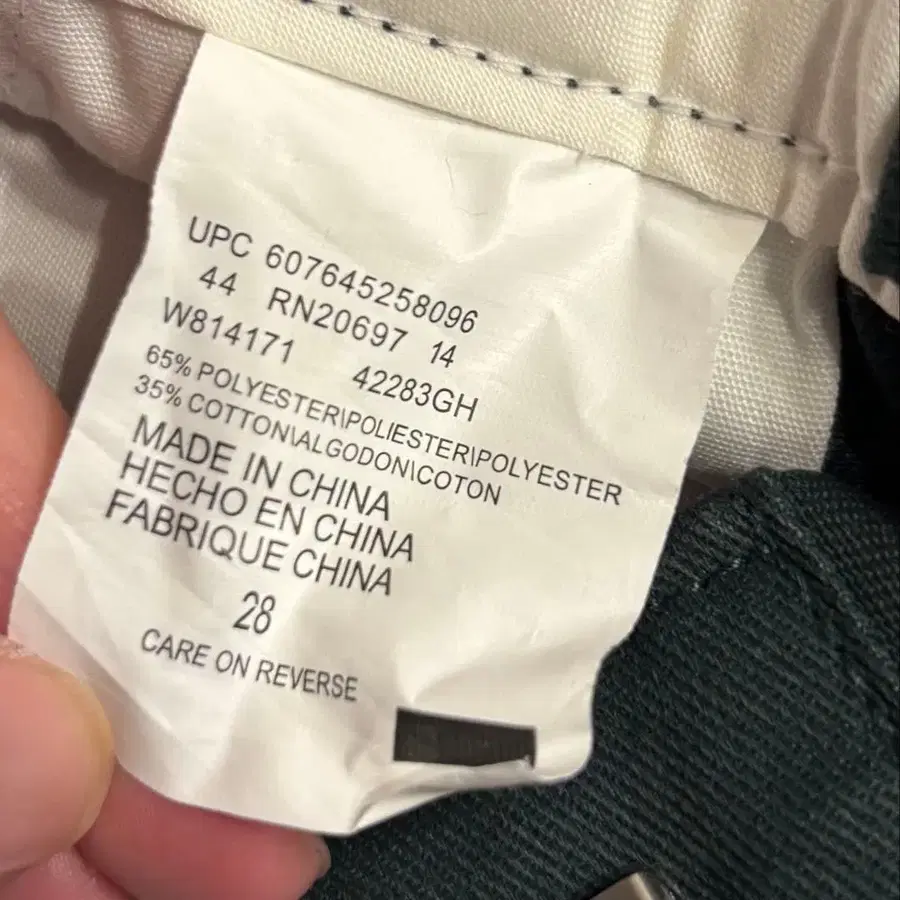 UPC 607645258096
44 RN20697 14
W814171 42283GH
65% POLYESTER\POLIESTER\POLYESTER
35% COTTON\ALGODON\COTON
MADE IN CHINA
HECHO EN CHINA
FABRIQUE CHINA
28
CARE ON REVERSE